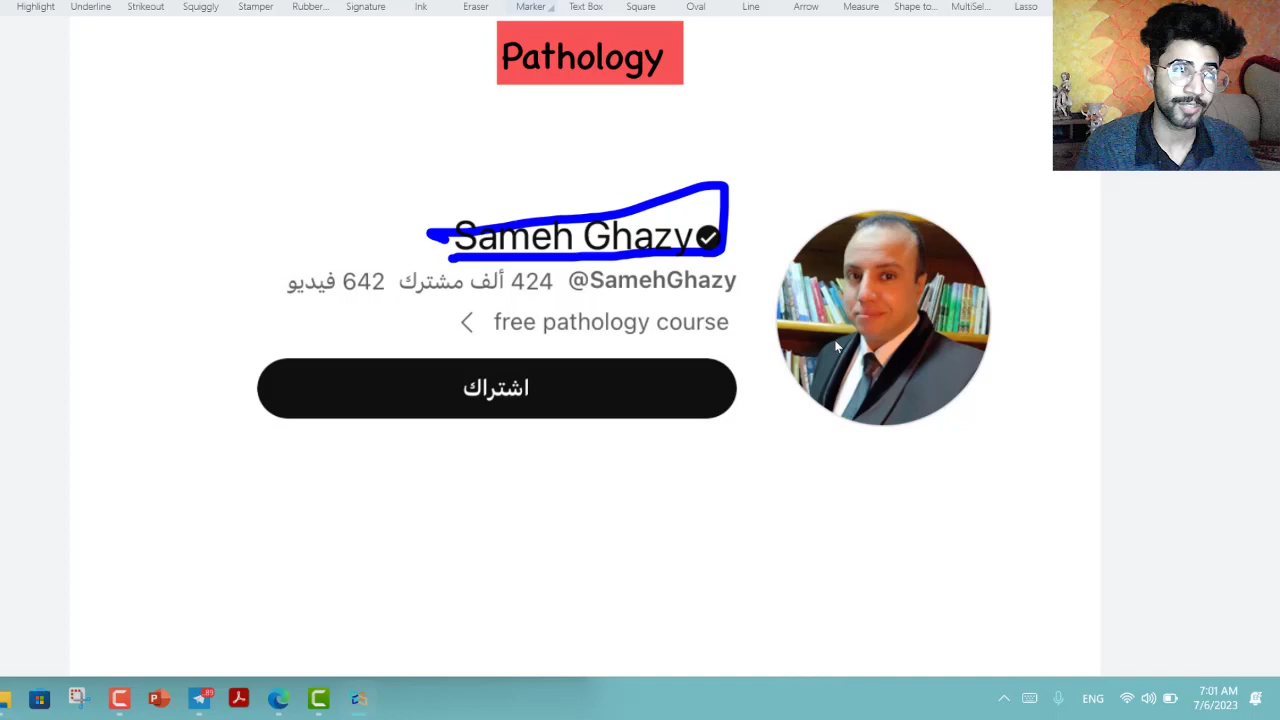 Highlight Underline Strikeout Squiggly Stamper Rubber... Signature Ink Eraser Marker Text Box Square Oval Line Arrow Measure Shape to... MultiSel... Lasso
Pathology
Sameh Ghazy
@SamehGhazy 424 ألف مشترك 642 فيديو
free pathology course
اشتراك
89
ENG
7:01 AM
7/6/2023